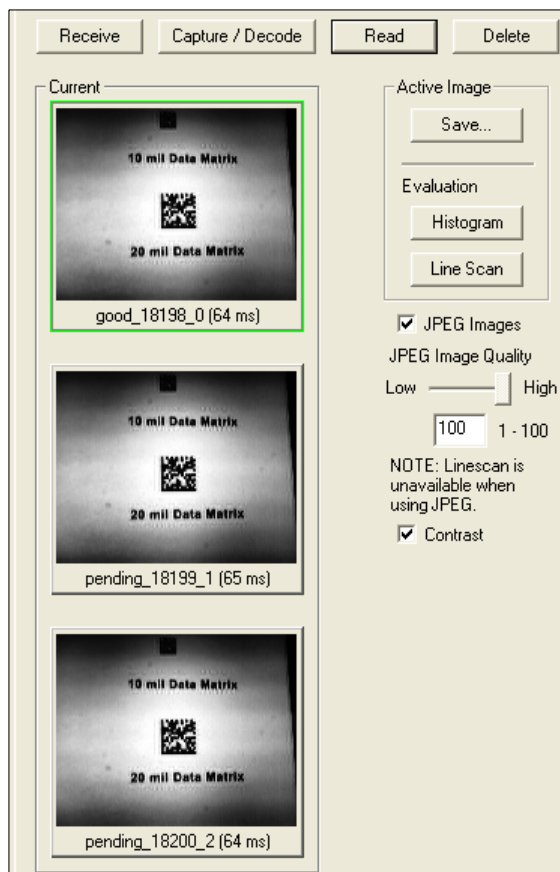 Receive Capture / Decode Read Delete
Current
10 mil Data Matrix
20 mil Data Matrix
good_18198_0 (64 ms)
10 mil Data Matrix
20 mil Data Matrix
pending_18199_1 (65 ms)
10 mil Data Matrix
20 mil Data Matrix
pending_18200_2 (64 ms)
Active Image
Save...
Evaluation
Histogram
Line Scan
JPEG Images
JPEG Image Quality
Low High
100 1 - 100
NOTE: Linescan is
unavailable when
using JPEG.
Contrast